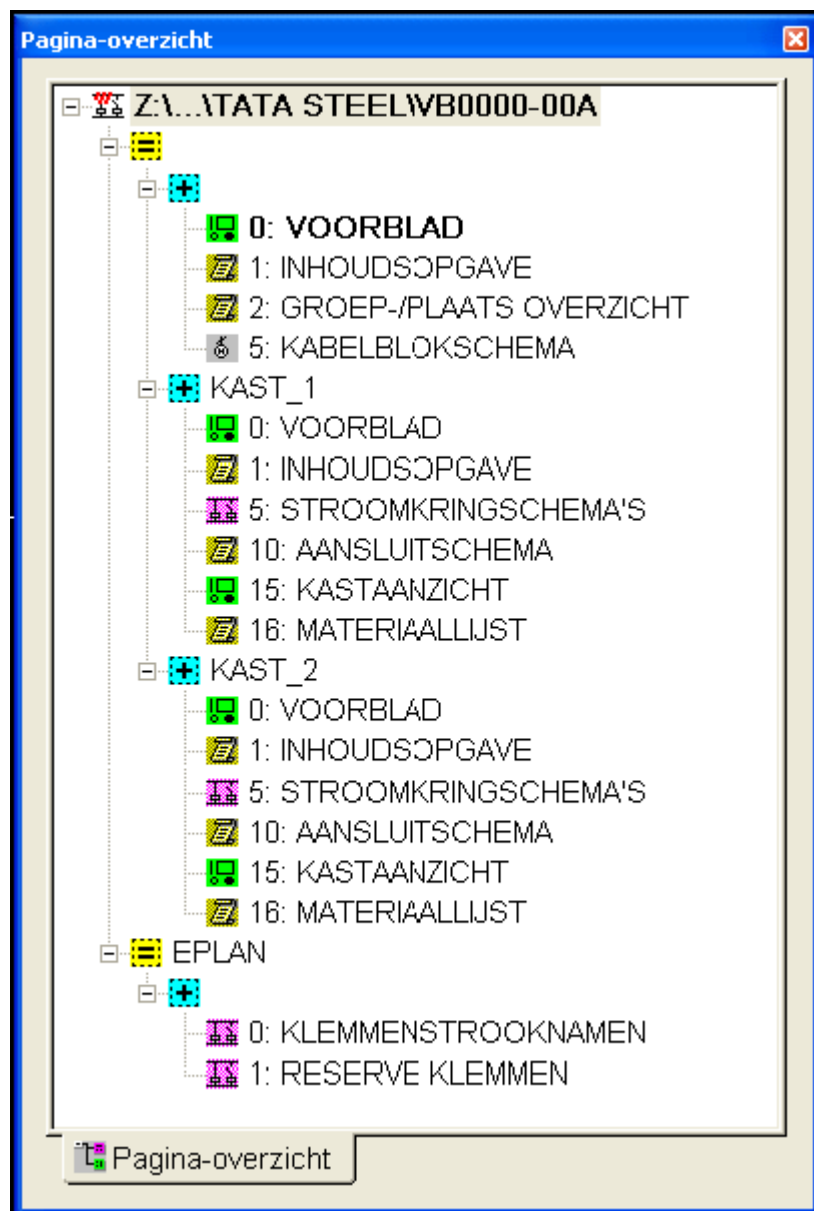 Pagina-overzicht
Z:\...\TATA STEEL\VB0000-00A
0: VOORBLAD
1: INHOUDSOPGAVE
2: GROEP-/PLAATS OVERZICHT
5: KABELBLOKSCHEMA
KAST_1
0: VOORBLAD
1: INHOUDSOPGAVE
5: STROOMKRINGSCHEMA'S
10: AANSLUITSCHEMA
15: KASTAANZICHT
16: MATERIAALLIJST
KAST_2
0: VOORBLAD
1: INHOUDSOPGAVE
5: STROOMKRINGSCHEMA'S
10: AANSLUITSCHEMA
15: KASTAANZICHT
16: MATERIAALLIJST
EPLAN
0: KLEMMENSTROOKNAMEN
1: RESERVE KLEMMEN
Pagina-overzicht